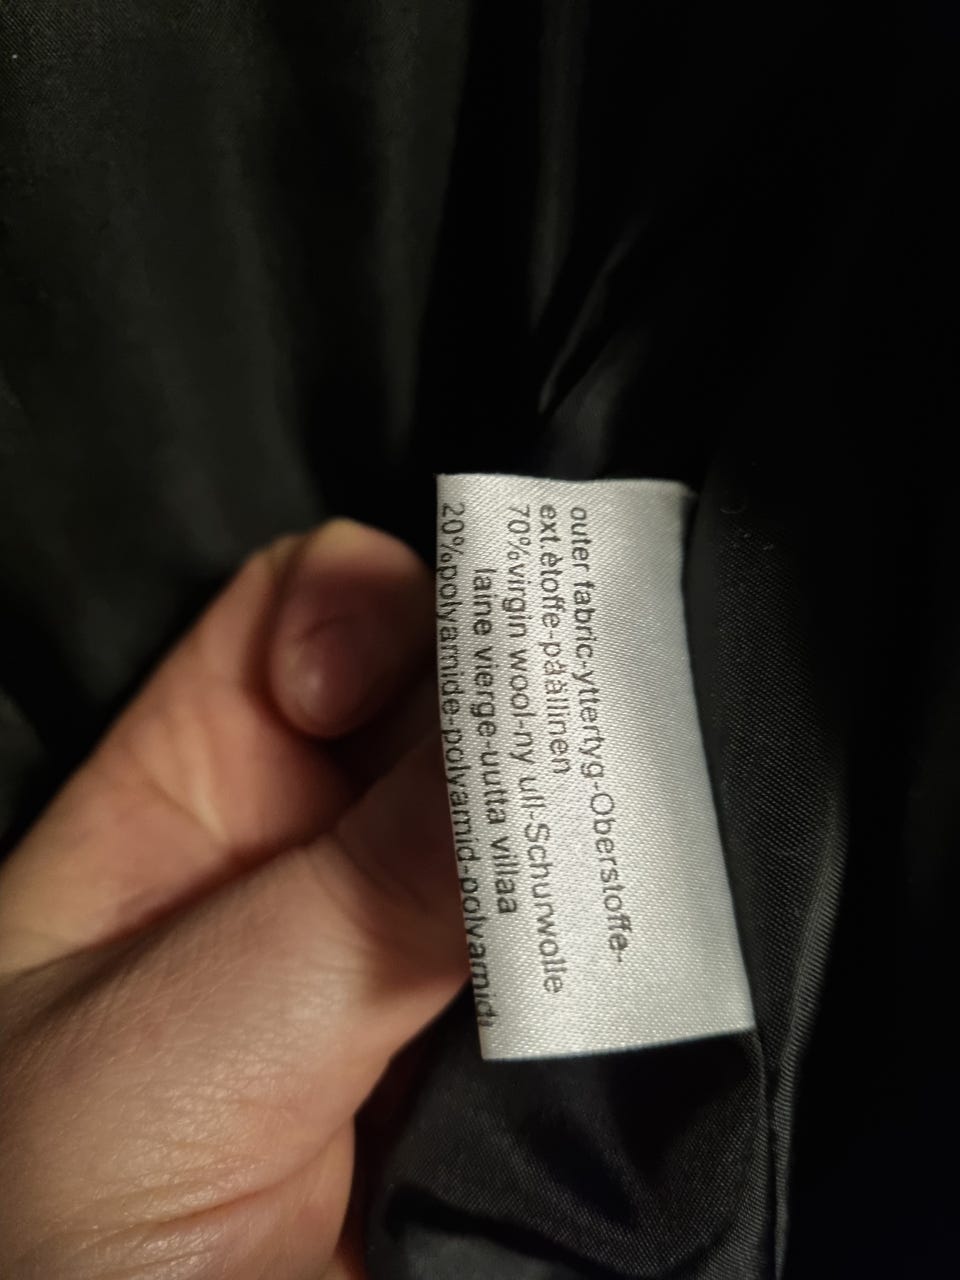 outer fabric-yttertyg-Oberstoffe-
ext.ètoffe-päällinen
70%virgin wool-ny ull-Schurwolle
laine vierge-uutta villaa
20%polyamide-polyamid-polyamidi